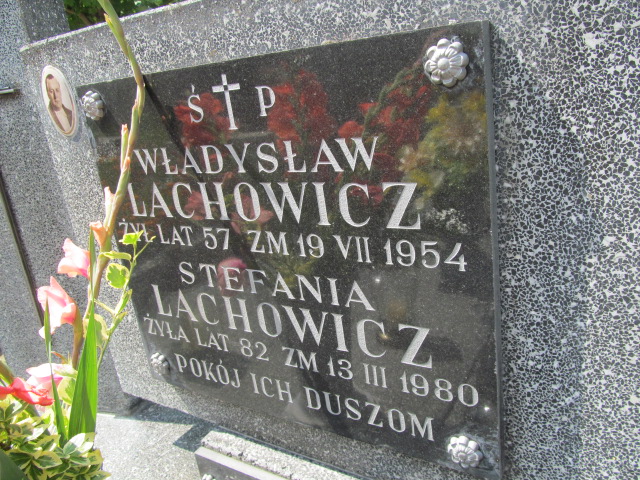 Ś P
WŁADYSŁAW
LACHOWICZ
ŻYŁ LAT 57 ZM 19 VII 1954
STEFANIA
LACHOWICZ
ŻYŁA LAT 82 ZM 13 III 1980
POKÓJ ICH DUSZOM